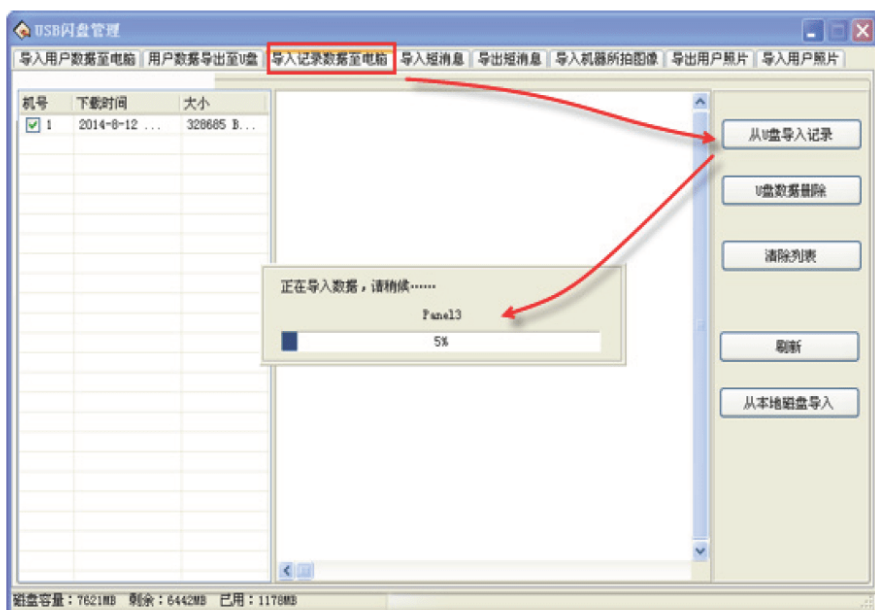 USB闪盘管理
导入用户数据至电脑 用户数据导出至U盘 导入记录数据至电脑 导入短消息 导出短消息 导入机器所拍图像 导出用户照片 导入用户照片
机号 下载时间 大小
1 2014-8-12 ... 328685 B...
从U盘导入记录
U盘数据删除
清除列表
正在导入数据，请稍候……
Panel3
5%
刷新
从本地磁盘导入
磁盘容量：7621MB 剩余：6442MB 已用：1178MB